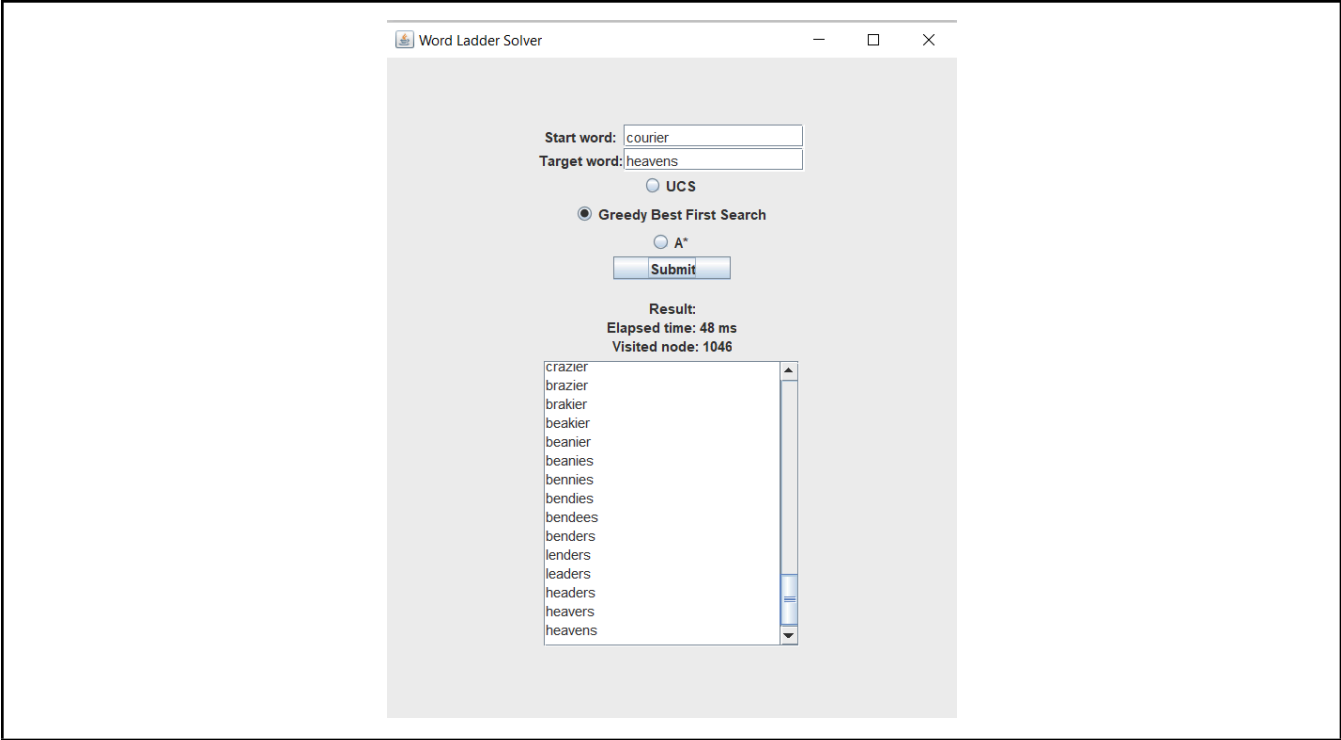 Word Ladder Solver
Start word: courier
Target word: heavens
UCS
Greedy Best First Search
A*
Submit
Result:
Elapsed time: 48 ms
Visited node: 1046
crazier
brazier
brakier
beakier
beanier
beanies
bennies
bendies
bendees
benders
lenders
leaders
headers
heavers
heavens